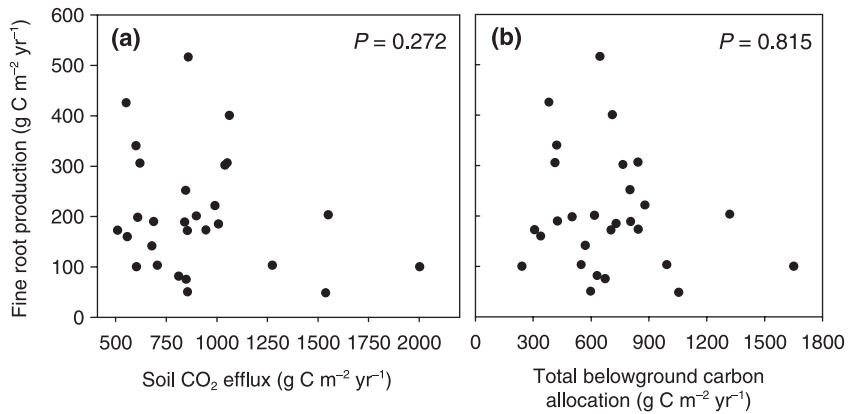 (a)
P = 0.272
(b)
P = 0.815
Fine root production (g C m⁻² yr⁻¹)
600
500
400
300
200
100
0
500 750 1000 1250 1500 1750 2000
0 300 600 900 1200 1500 1800
Soil CO₂ efflux (g C m⁻² yr⁻¹)
Total belowground carbon
allocation (g C m⁻² yr⁻¹)